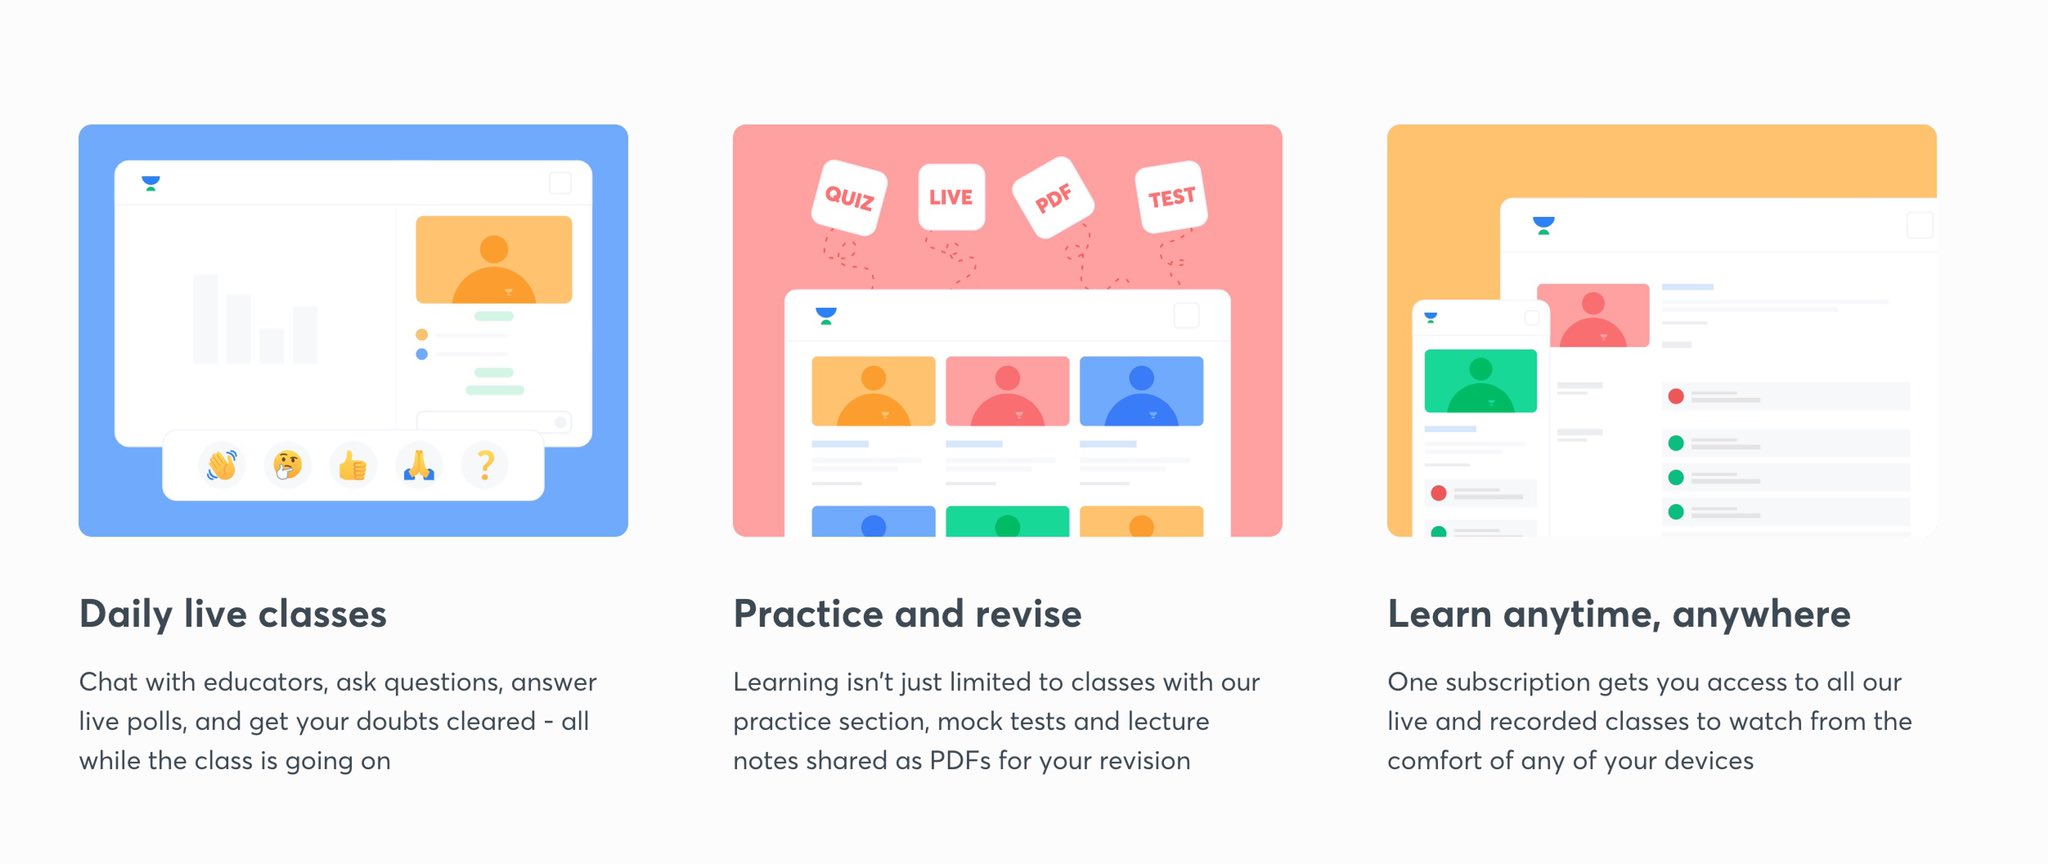 QUIZ
LIVE
PDF
TEST
Daily live classes
Chat with educators, ask questions, answer
live polls, and get your doubts cleared - all
while the class is going on
Practice and revise
Learning isn't just limited to classes with our
practice section, mock tests and lecture
notes shared as PDFs for your revision
Learn anytime, anywhere
One subscription gets you access to all our
live and recorded classes to watch from the
comfort of any of your devices